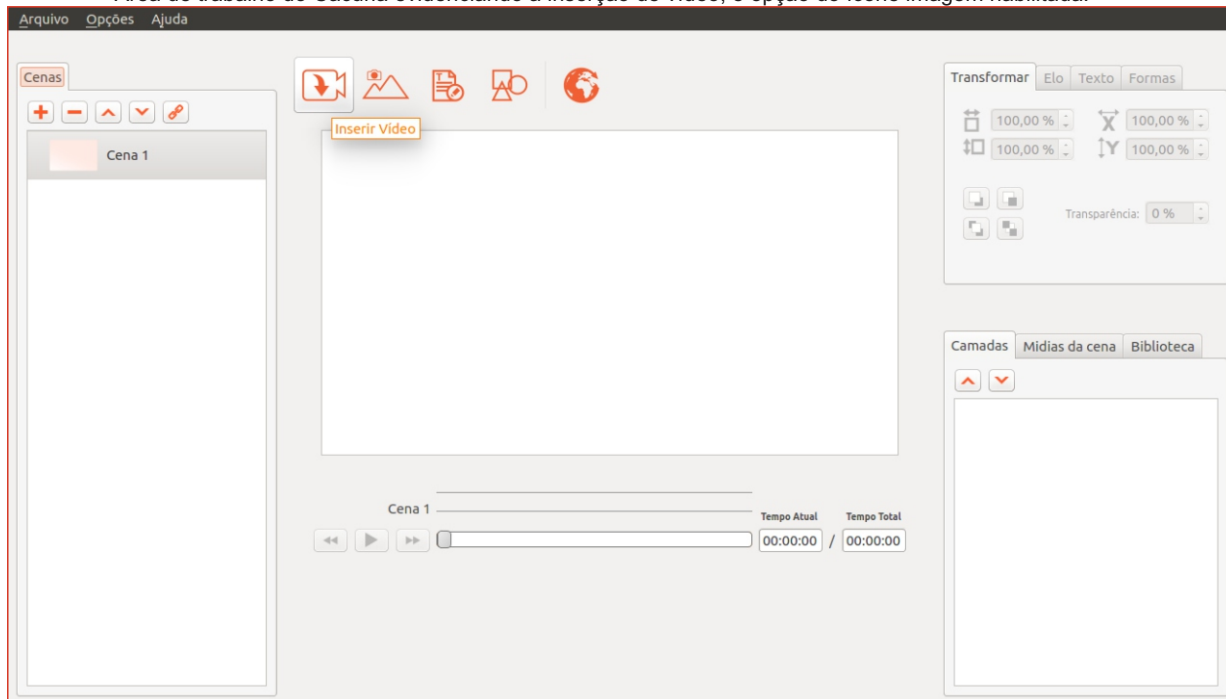 Arquivo Opções Ajuda
Cenas
Cena 1
Inserir Vídeo
Cena 1
Tempo Atual Tempo Total
00:00:00 / 00:00:00
Transformar Elo Texto Formas
100,00 % X 100,00 %
100,00 % Y 100,00 %
Transparência: 0 %
Camadas Midias da cena Biblioteca